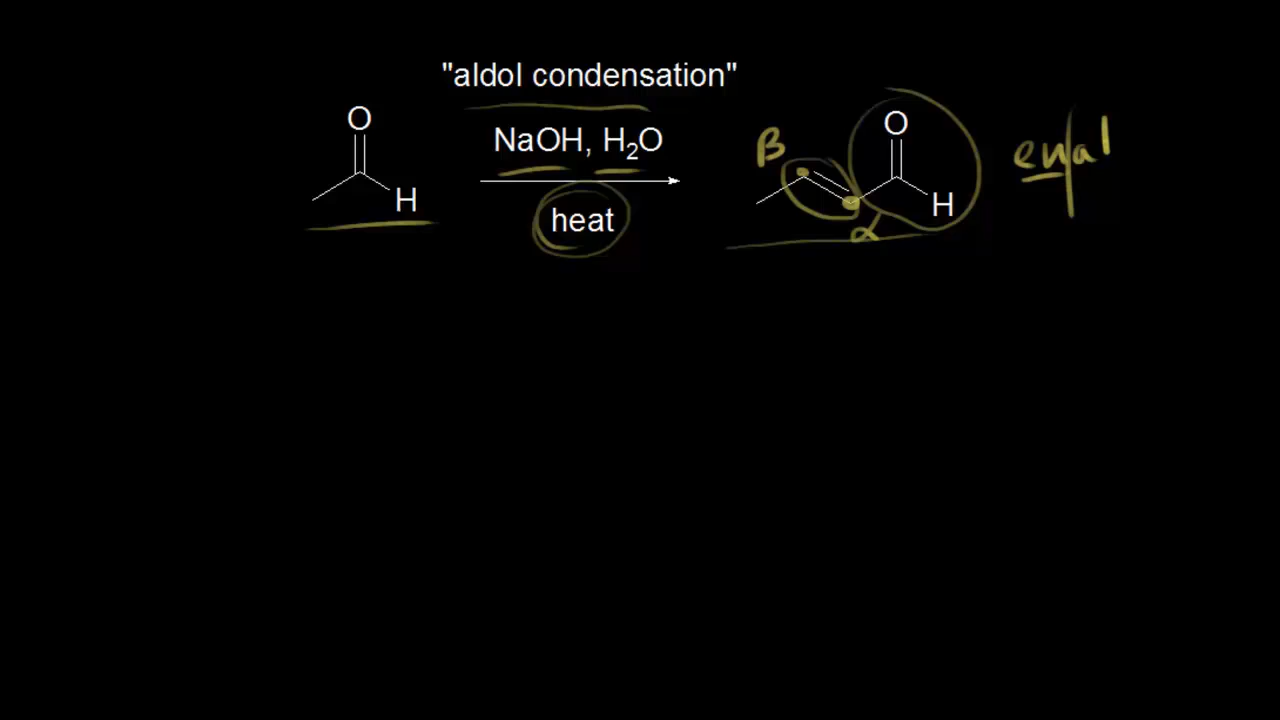 "aldol condensation"
O
NaOH, H₂O
H
heat
β
O
H
α
enal